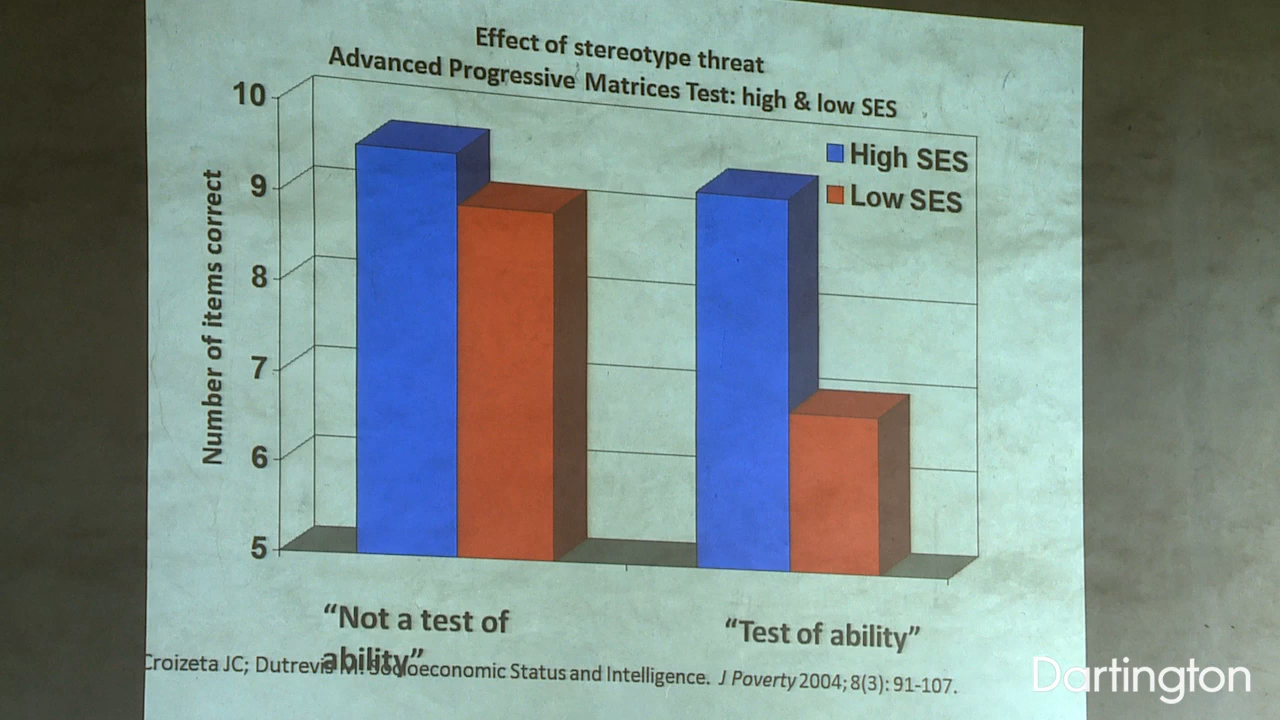 Effect of stereotype threat
Advanced Progressive Matrices Test: high & low SES
10
High SES
9
Low SES
8
Number of items correct
7
6
5
"Not a test of
ability"
"Test of ability"
Croizeta JC; Dutrevis M. Socioeconomic Status and Intelligence. J Poverty 2004; 8(3): 91-107.
Dartington